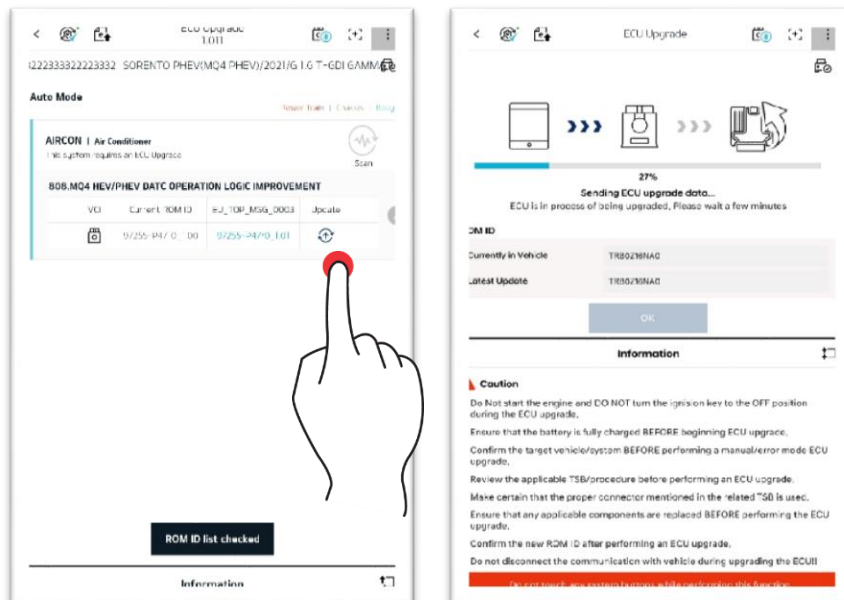 ECU Upgrade
1.011
SORENTO PHEV(MQ4 PHEV)/2021/G 1.6 T-GDI GAMMA
Auto Mode
Power Train | Chassis | Body
AIRCON | Air Conditioner
This system requires an ECU Upgrade
Scan
808.MQ4 HEV/PHEV DATC OPERATION LOGIC IMPROVEMENT
VCI Current ROM ID EU_TOP_MSG_0003 Update
ROM ID list checked
Information
ECU Upgrade
27%
Sending ECU upgrade data...
ECU is in process of being upgraded, Please wait a few minutes
OM ID
Currently in Vehicle
Latest Update
OK
Information
Caution
Do Not start the engine and DO NOT turn the ignision key to the OFF position
during the ECU upgrade.
Ensure that the battery is fully charged BEFORE beginning ECU upgrade.
Confirm the target vehicle/system BEFORE performing a manual/error mode ECU
upgrade.
Review the applicable TSB/procedure before performing an ECU upgrade.
Make certain that the proper connector mentioned in the related TSB is used.
Ensure that any applicable components are replaced BEFORE performing the ECU
upgrade.
Confirm the new ROM ID after performing an ECU upgrade.
Do not disconnect the communication with vehicle during upgrading the ECU!!
Do not touch any system buttons while performing this function